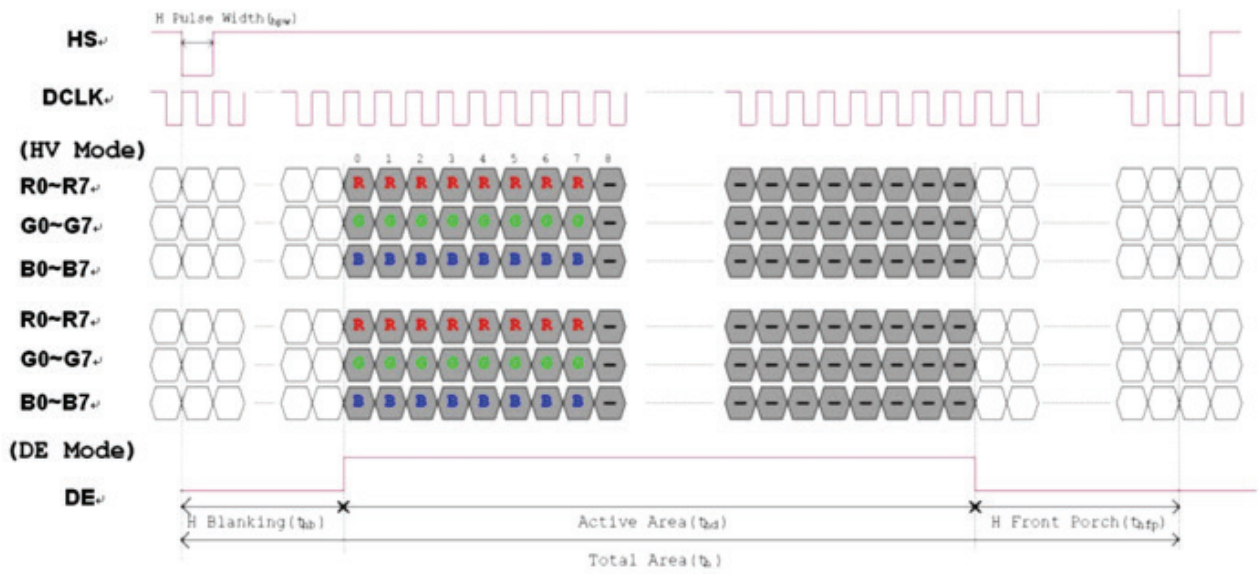 H Pulse Width(thpw)
HS
DCLK
(HV Mode)
0 1 2 3 4 5 6 7 8
R0~R7 R R R R R R R R
G0~G7 G G G G G G G G
B0~B7 B B B B B B B B
R0~R7 R R R R R R R R
G0~G7 G G G G G G G G
B0~B7 B B B B B B B B
(DE Mode)
DE
H Blanking(thb) Active Area(thd) H Front Porch(thfp)
Total Area(th)